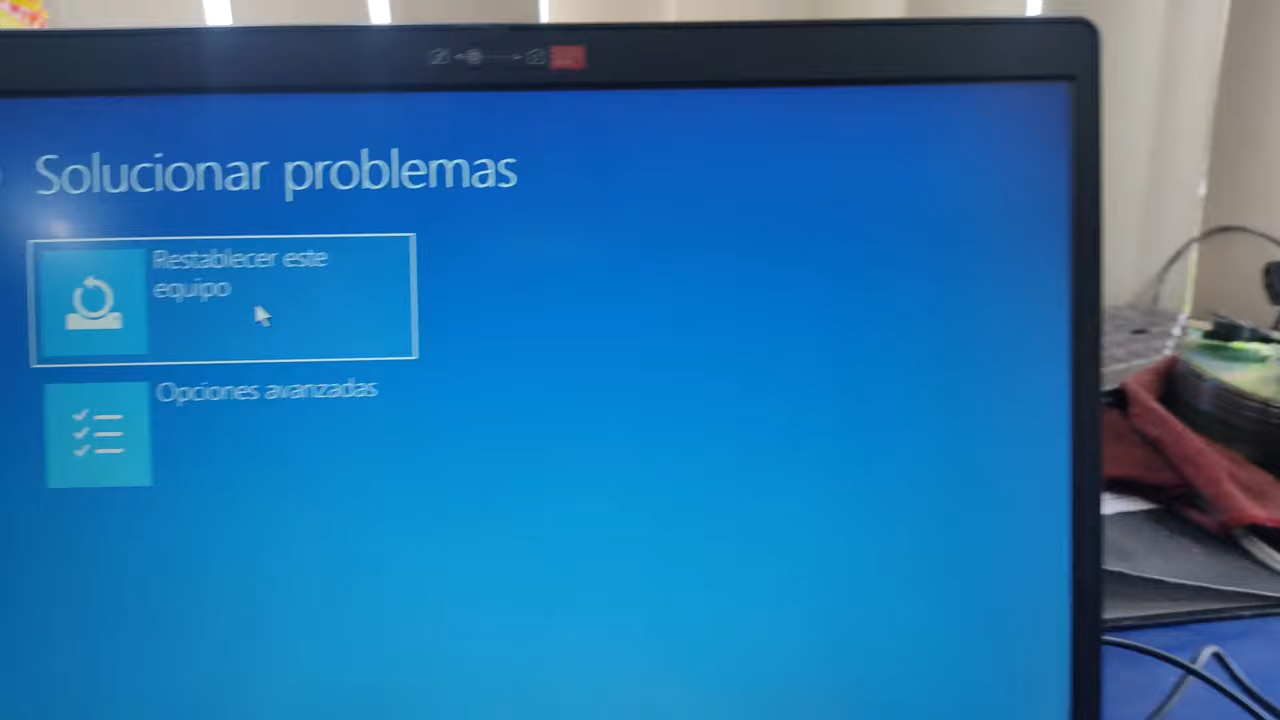 Solucionar problemas
Restablecer este
equipo
Opciones avanzadas